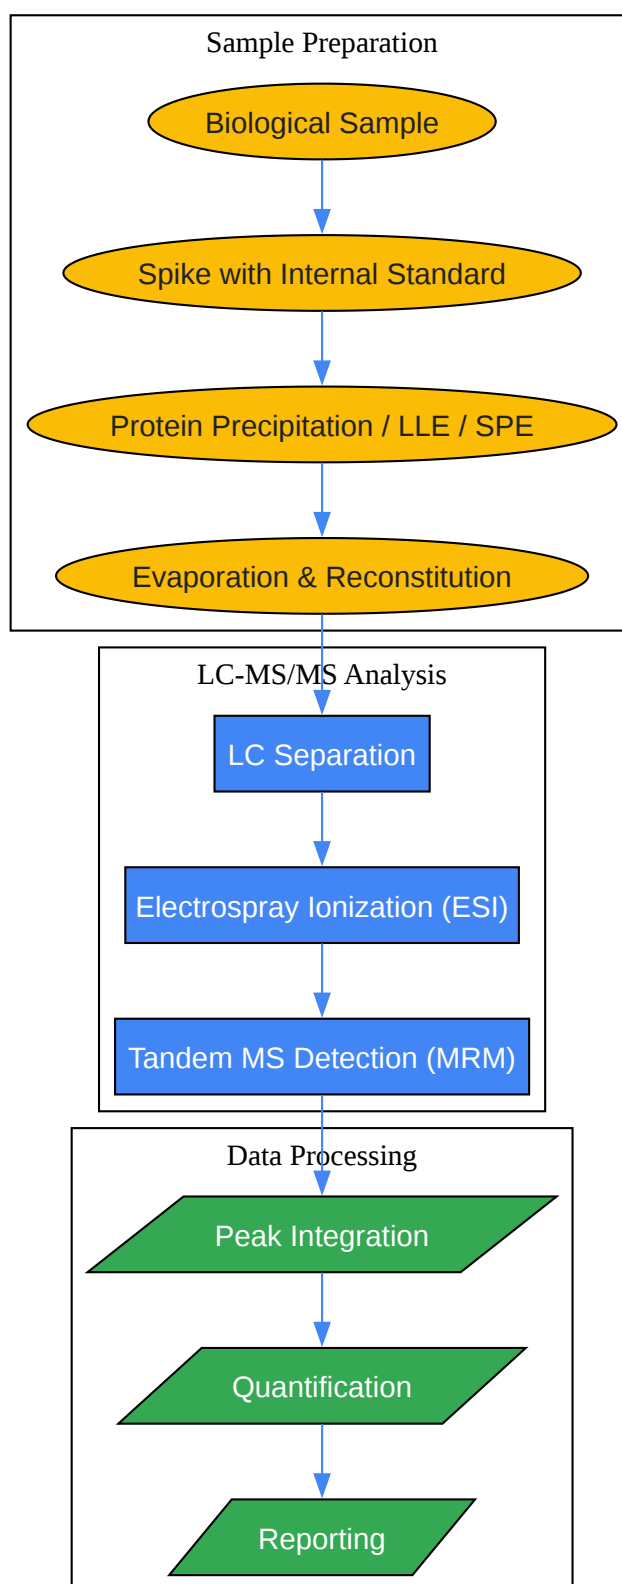 Sample Preparation
Biological Sample
Spike with Internal Standard
Protein Precipitation / LLE / SPE
Evaporation & Reconstitution
LC-MS/MS Analysis
LC Separation
Electrospray Ionization (ESI)
Tandem MS Detection (MRM)
Data Processing
Peak Integration
Quantification
Reporting